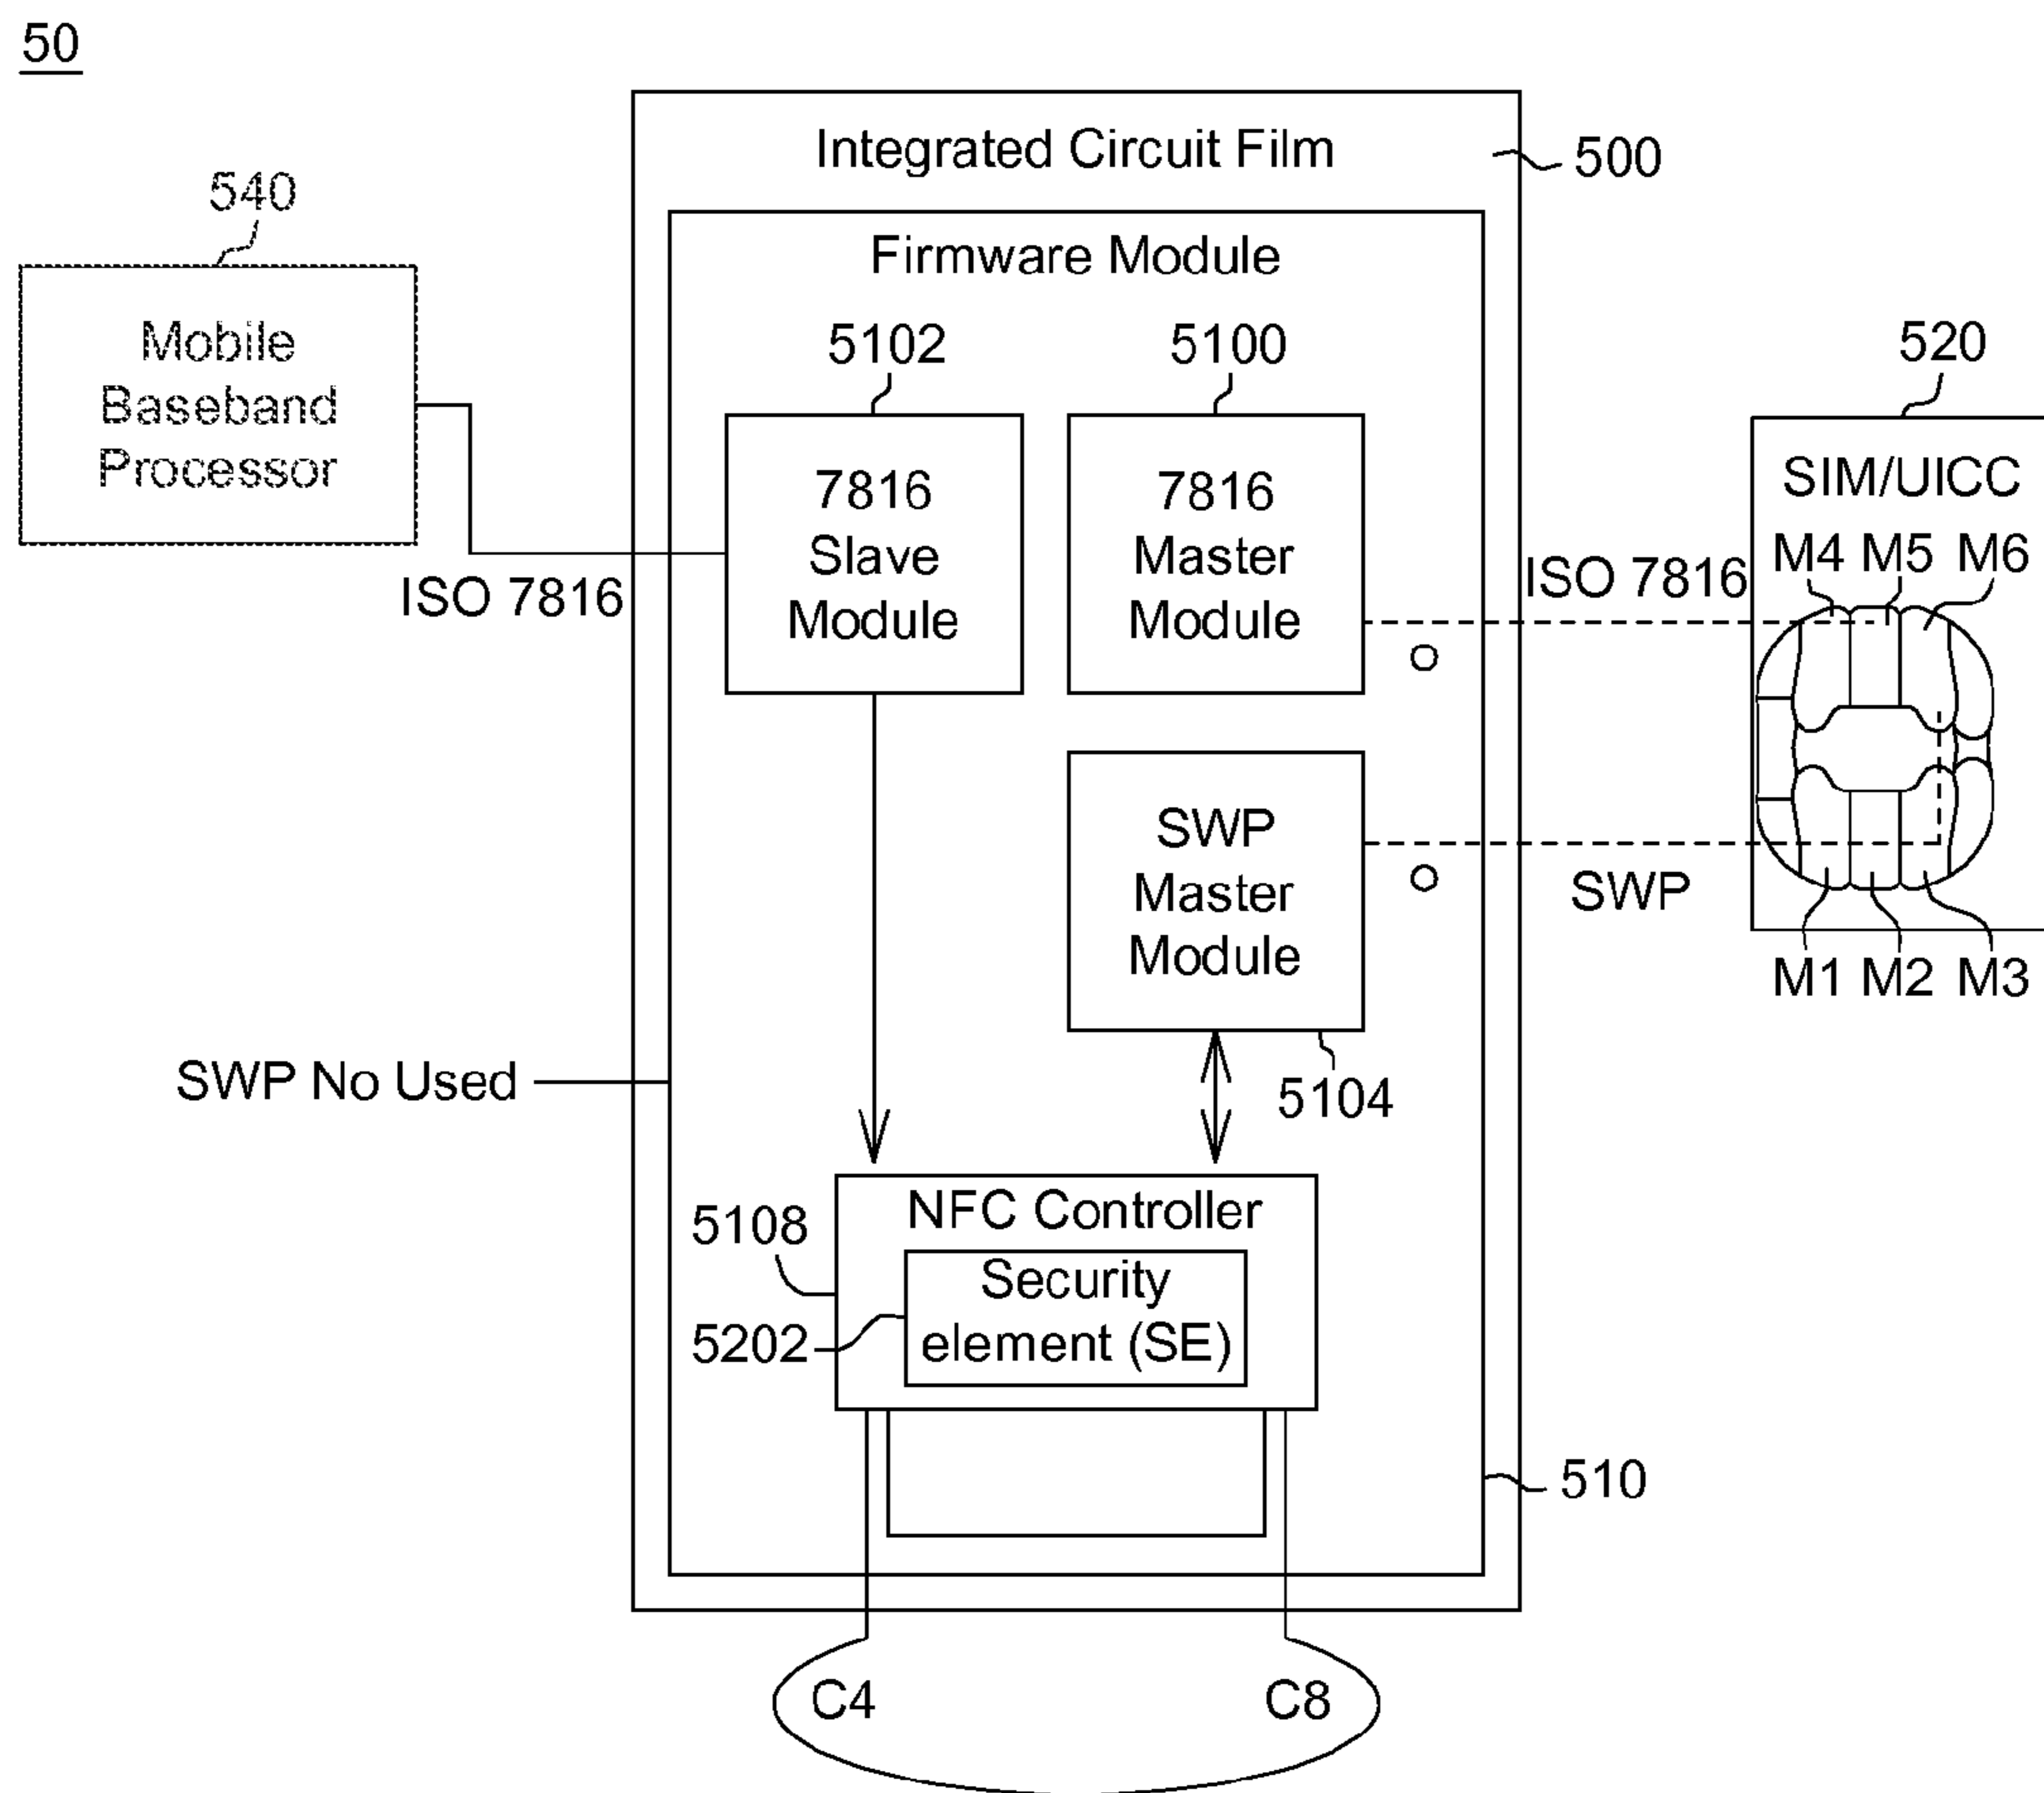 50
Integrated Circuit Film
500
540
Firmware Module
Mobile
Baseband
Processor
5102
5100
520
7816
Slave
Module
7816
Master
Module
SIM/UICC
M4 M5 M6
ISO 7816
ISO 7816
SWP
Master
Module
SWP
M1 M2 M3
SWP No Used
5104
NFC Controller
5108
Security
element (SE)
5202
510
C4
C8